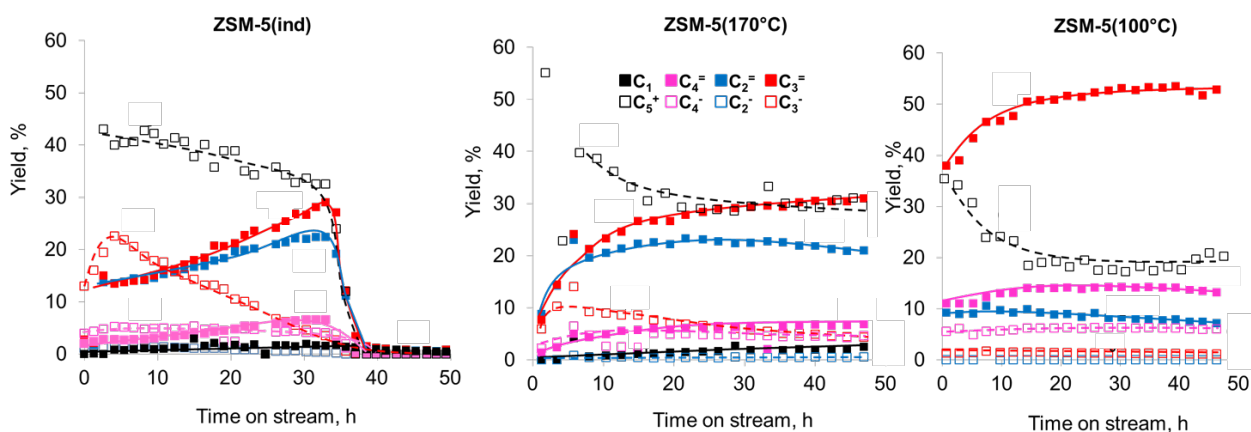 ZSM-5(ind)
60
50
40
30
20
10
0
Yield, %
0 10 20 30 40 50
Time on stream, h
ZSM-5(170°C)
60
50
40
30
20
10
0
Yield, %
■C₁ ■C₄⁼ ■C₂⁼ ■C₃⁼
□C₅⁺ □C₄⁻ □C₂⁻ □C₃⁻
0 10 20 30 40 50
Time on stream, h
ZSM-5(100°C)
60
50
40
30
20
10
0
Yield, %
0 10 20 30 40 50
Time on stream, h